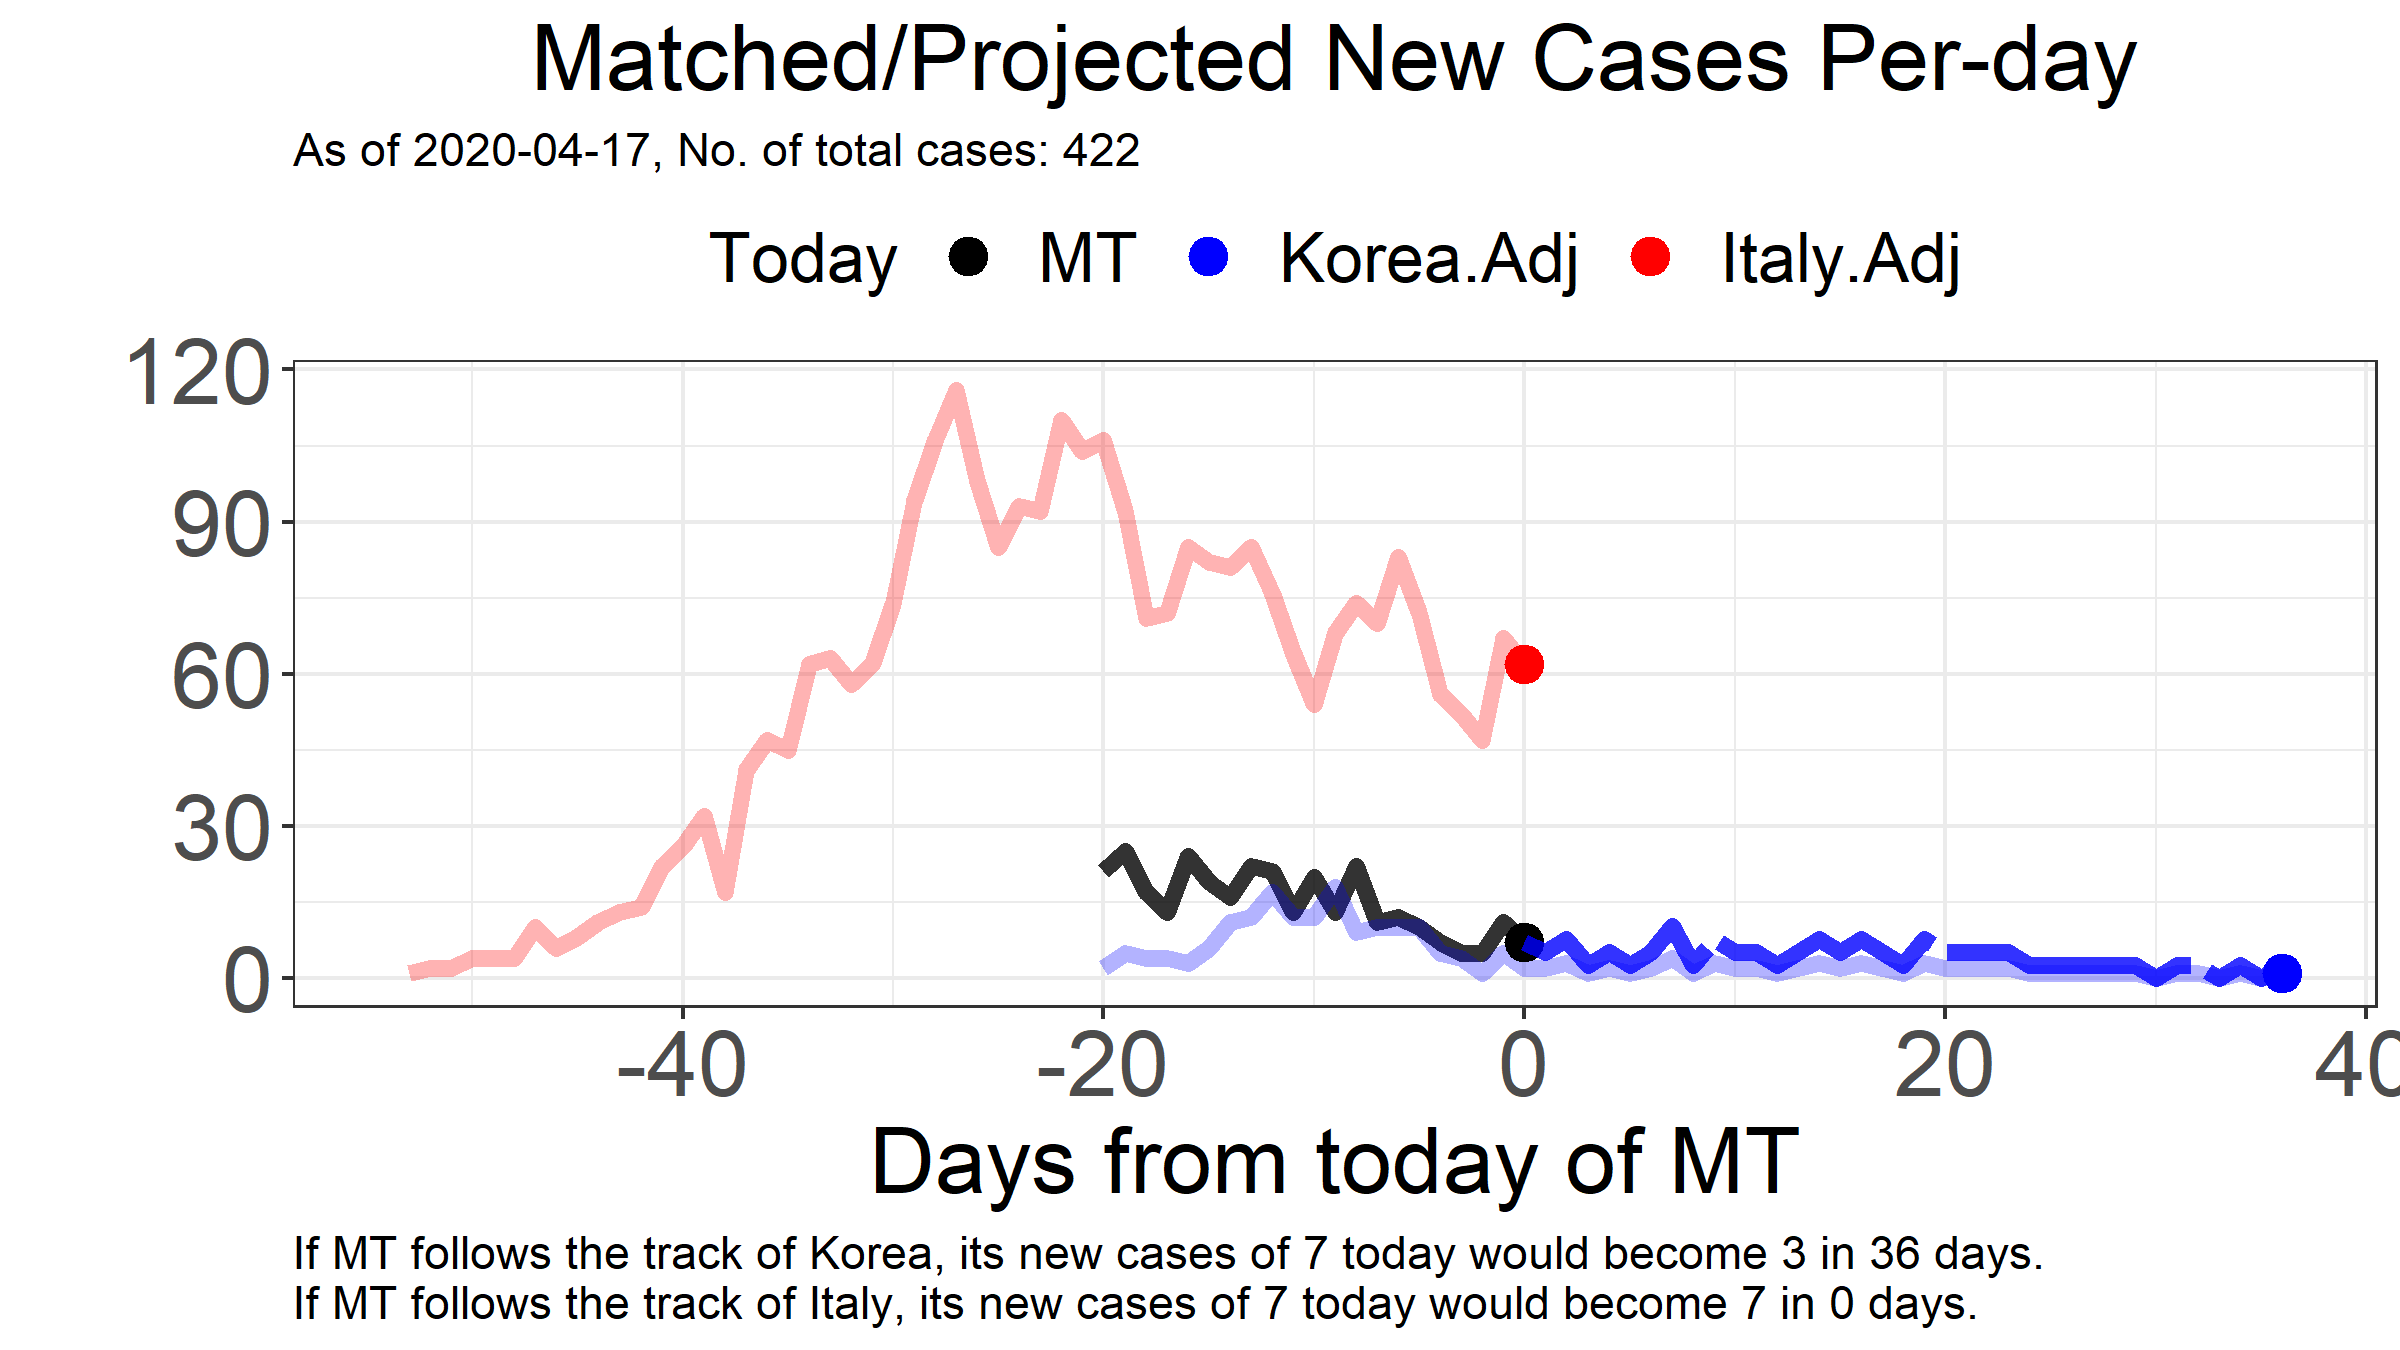 Matched/Projected New Cases Per-day
As of 2020-04-17, No. of total cases: 422
Today MT Korea.Adj Italy.Adj
120
90
60
30
0
-40 -20 0 20 40
Days from today of MT
If MT follows the track of Korea, its new cases of 7 today would become 3 in 36 days.
If MT follows the track of Italy, its new cases of 7 today would become 7 in 0 days.